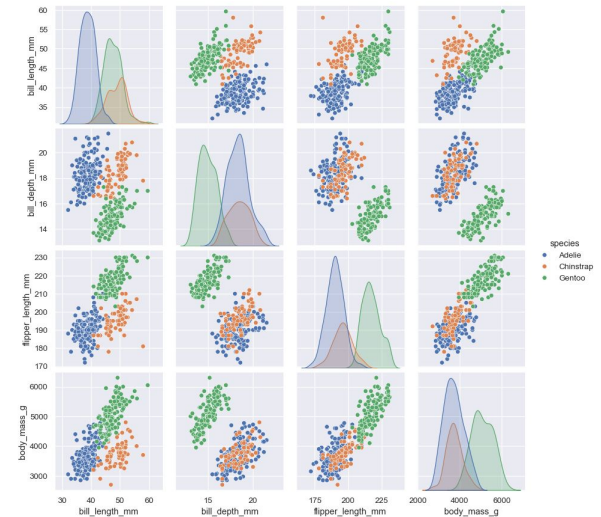 60
55
50
45
40
35
bill_length_mm
20
18
16
14
bill_depth_mm
species
Adelie
Chinstrap
Gentoo
230
220
210
200
190
180
170
flipper_length_mm
6000
5000
4000
3000
body_mass_g
30 40 50 60
15 20
175 200 225
2000 4000 6000
bill_length_mm
bill_depth_mm
flipper_length_mm
body_mass_g